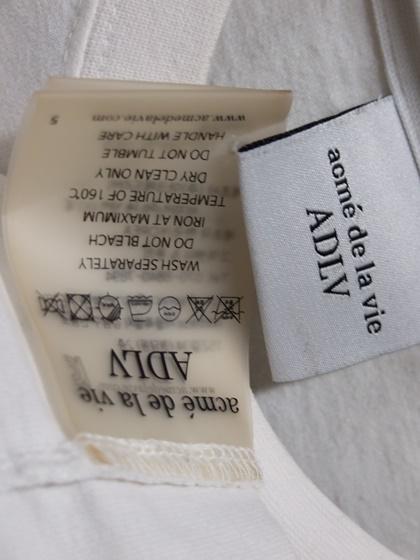 acmé de la vie
ADLV
WASH SEPARATELY
DO NOT BLEACH
IRON AT MAXIMUM
TEMPERATURE OF 160℃
DRY CLEAN ONLY
DO NOT TUMBLE
HANDLE WITH CARE
www.acmedelavie.com
5
acmé de la vie
ADLV